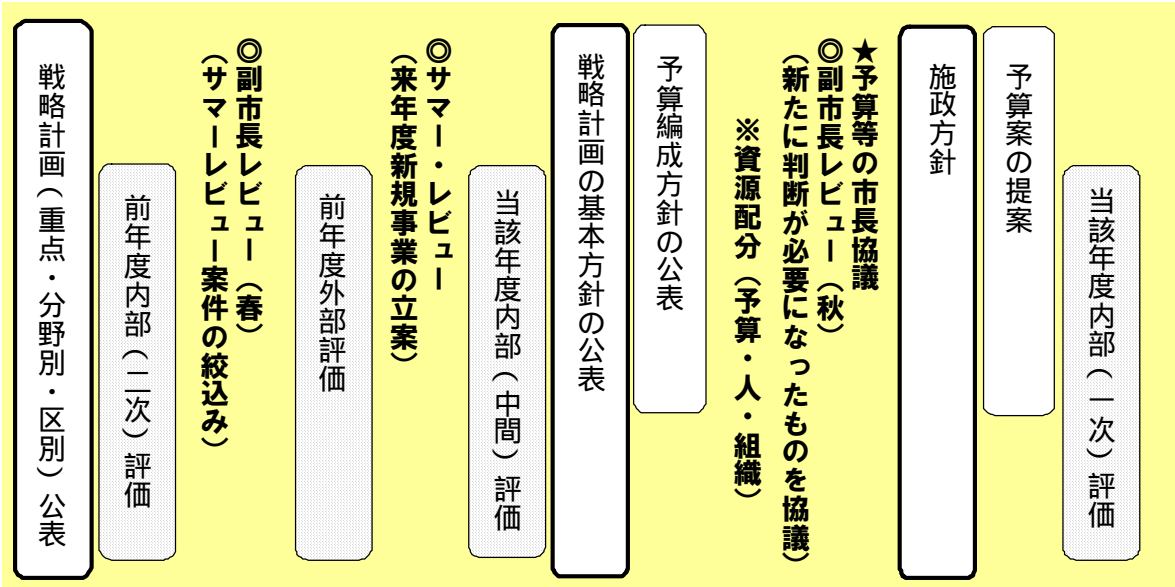 戦略計画(重点・分野別・区別)公表
前年度内部(二次)評価
◎副市長レビュー(春)
(サマーレビュー案件の絞込み)
前年度外部評価
◎サマー・レビュー
(来年度新規事業の立案)
当該年度内部(中間)評価
戦略計画の基本方針の公表
予算編成方針の公表
★予算等の市長協議
◎副市長レビュー(秋)
(新たに判断が必要になったものを協議)
※資源配分(予算・人・組織)
施政方針
予算案の提案
当該年度内部(一次)評価